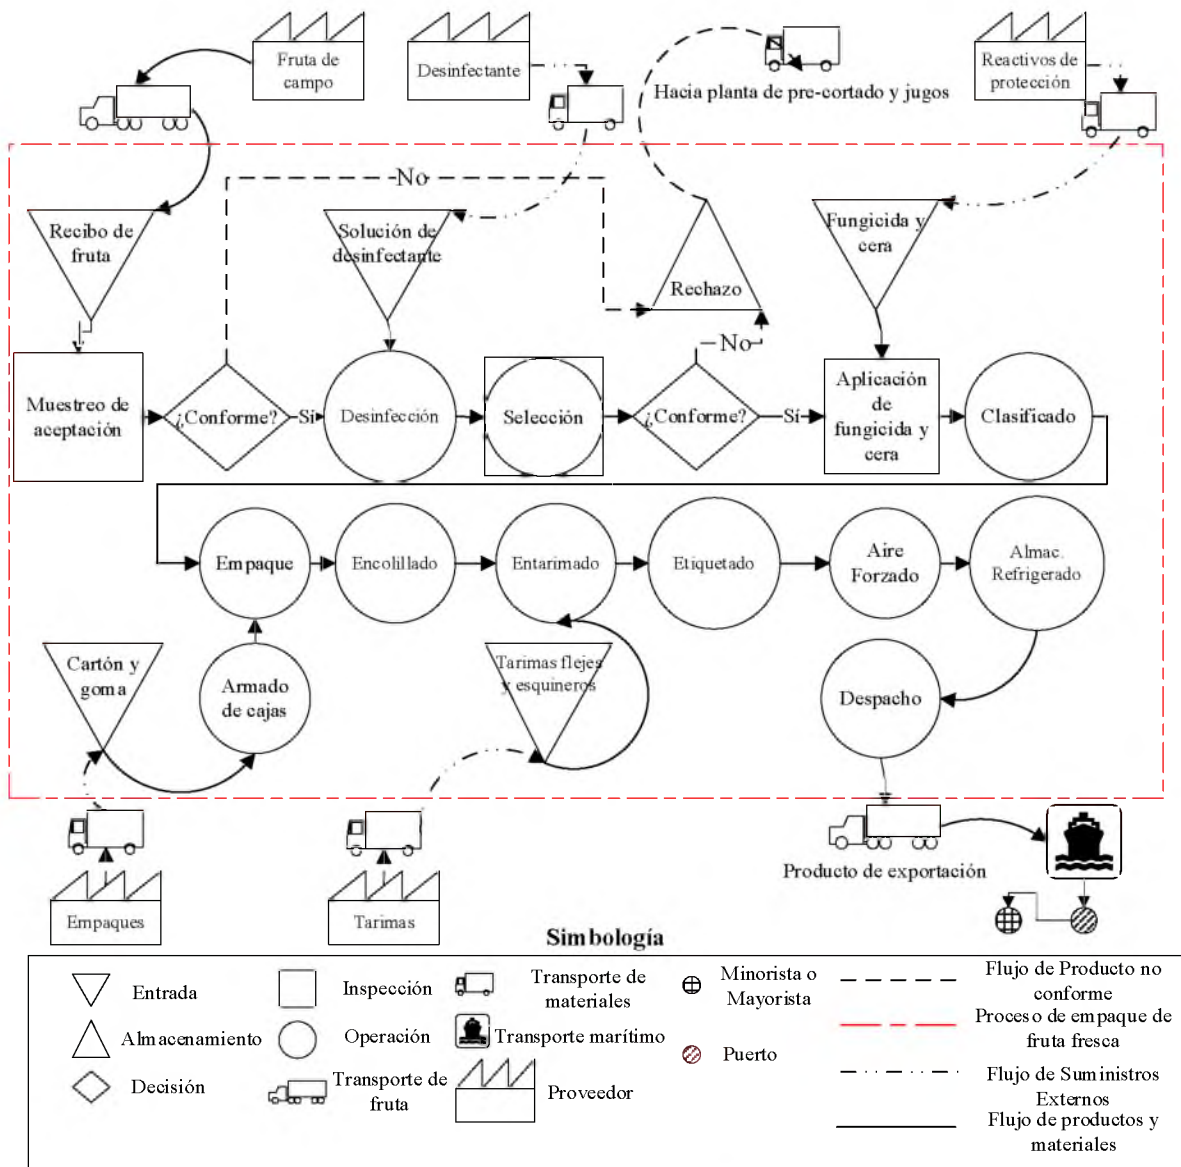 Fruta de
campo
Desinfectante
Reactivos de
protección
Hacia planta de pre-cortado y jugos
No
Recibo de
fruta
Solución de
desinfectante
Rechazo
Fungicida y
cera
No
Muestreo de
aceptación
¿Conforme?
Sí
Desinfección
Selección
¿Conforme?
Sí
Aplicación
de
fungicida y
cera
Clasificado
Empaque
Encolillado
Entarimado
Etiquetado
Aire
Forzado
Almac.
Refrigerado
Cartón y
goma
Armado
de cajas
Tarimas flejes
y esquineros
Despacho
Producto de exportación
Empaques
Tarimas
Simbología
Entrada
Inspección
Transporte de
materiales
Minorista o
Mayorista
Flujo de Producto no
conforme
Almacenamiento
Operación
Transporte marítimo
Puerto
Proceso de empaque de
fruta fresca
Decisión
Transporte de
fruta
Proveedor
Flujo de Suministros
Externos
Flujo de productos y
materiales